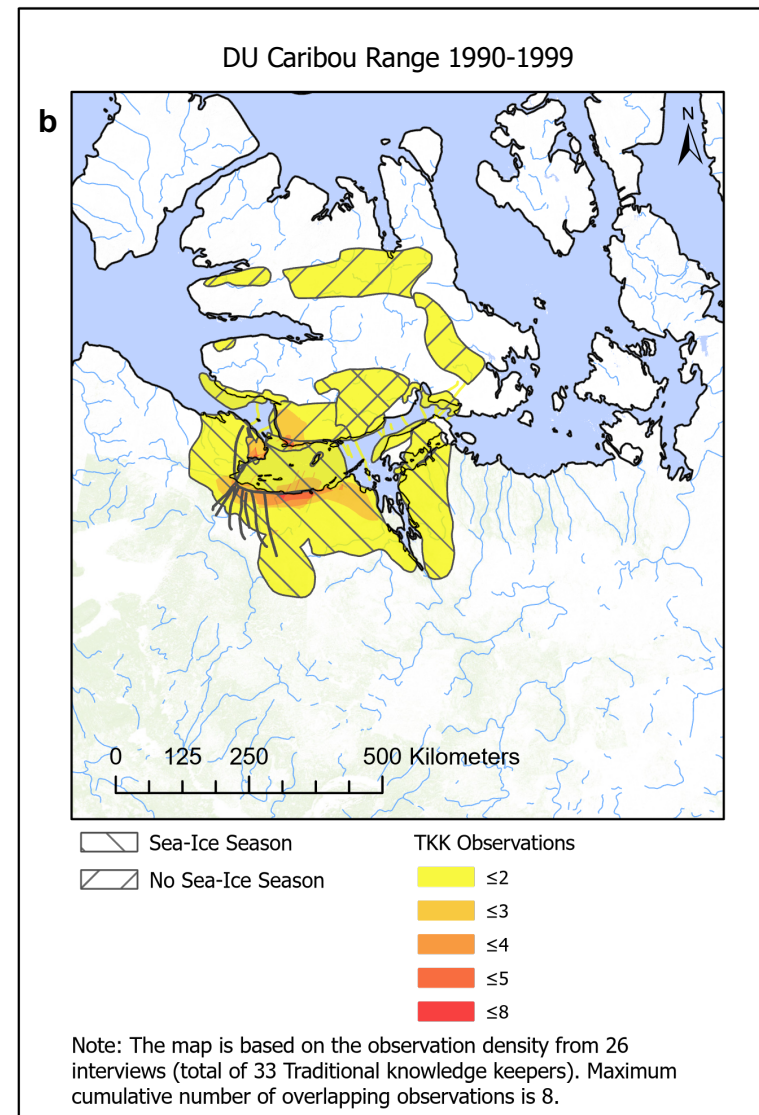 DU Caribou Range 1990-1999
b
N
0 125 250 500 Kilometers
Sea-Ice Season
No Sea-Ice Season
TKK Observations
≤2
≤3
≤4
≤5
≤8
Note: The map is based on the observation density from 26
interviews (total of 33 Traditional knowledge keepers). Maximum
cumulative number of overlapping observations is 8.